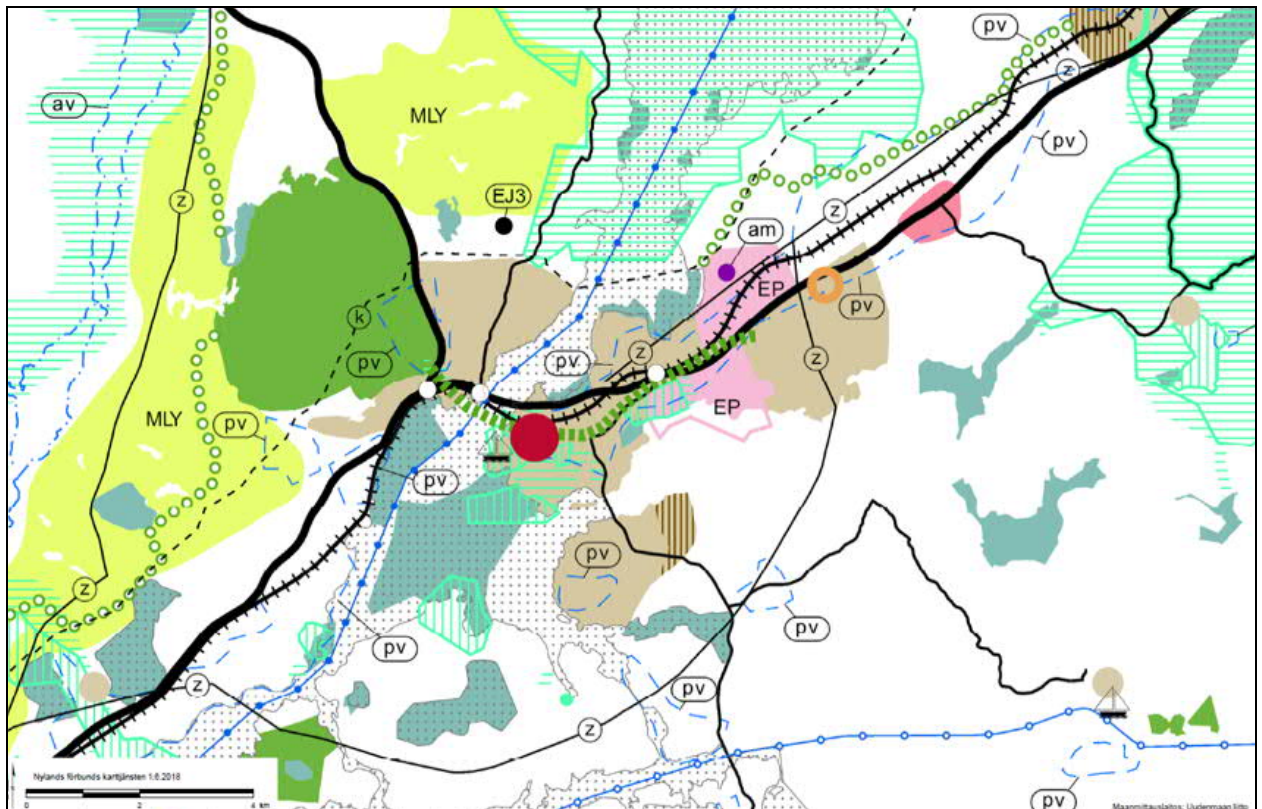 pv
z
av
MLY
pv
z
EJ3
z
am
EP
k
pv
pv
pv
z
z
MLY
EP
pv
pv
pv
z
pv
pv
z
pv
z
Nylands förbunds karttjänsten 1:6.2018
0 2 4 km
pv
Maanmittauslaitos; Uudenmaan liitto